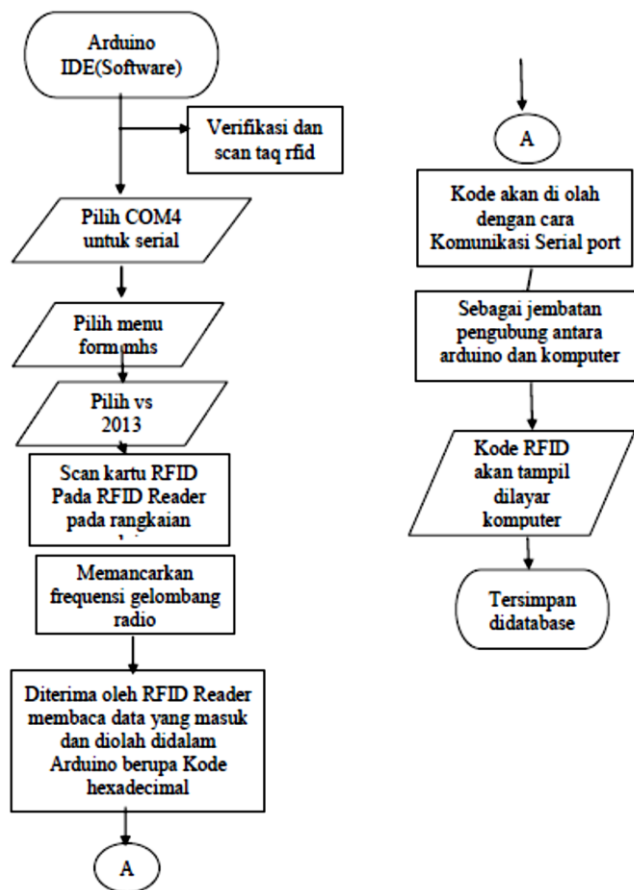 Arduino
IDE(Software)
Verifikasi dan
scan taq rfid
Pilih COM4
untuk serial
Pilih menu
form mhs
Pilih vs
2013
Scan kartu RFID
Pada RFID Reader
pada rangkaian
Memancarkan
frequensi gelombang
radio
Diterima oleh RFID Reader
membaca data yang masuk
dan diolah didalam
Arduino berupa Kode
hexadecimal
A
A
Kode akan di olah
dengan cara
Komunikasi Serial port
Sebagai jembatan
pengubung antara
arduino dan komputer
Kode RFID
akan tampil
dilayar
komputer
Tersimpan
didatabase